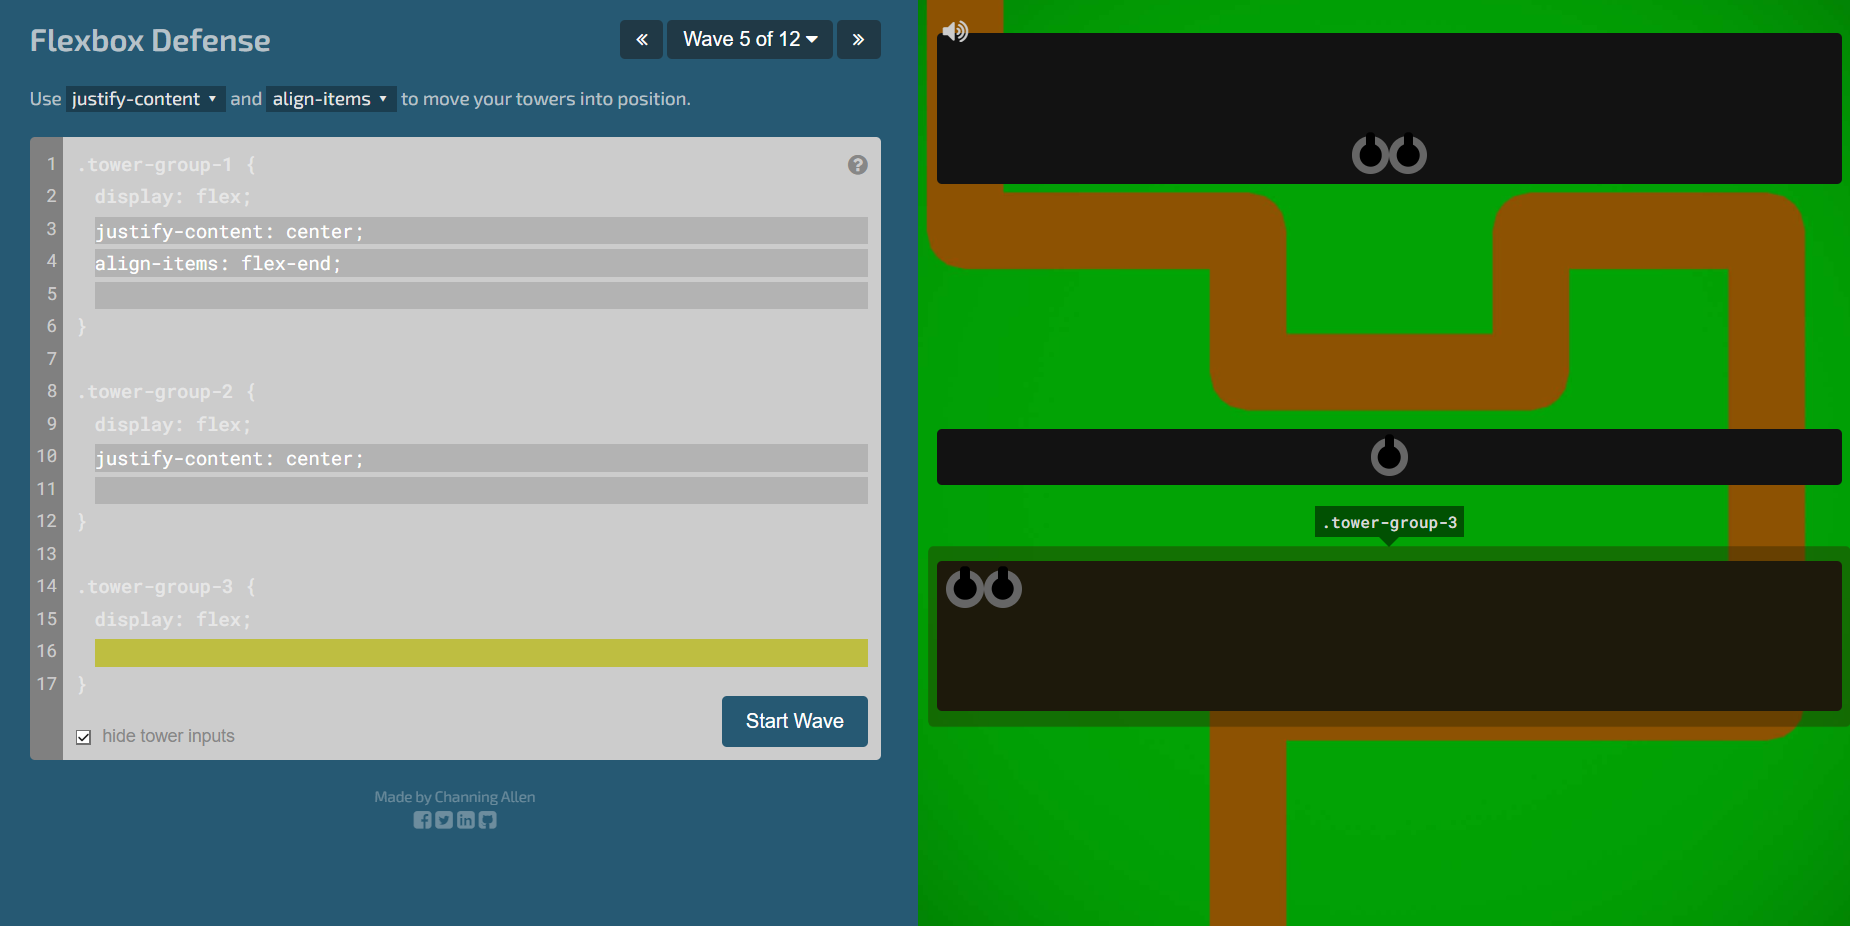 Flexbox Defense
« Wave 5 of 12 »
Use justify-content ▾ and align-items ▾ to move your towers into position.
1 .tower-group-1 {
2 display: flex;
3 justify-content: center;
4 align-items: flex-end;
5
6 }
7
8 .tower-group-2 {
9 display: flex;
10 justify-content: center;
11
12 }
13
14 .tower-group-3 {
15 display: flex;
16
17 }
hide tower inputs
Start Wave
Made by Channing Allen
.tower-group-3